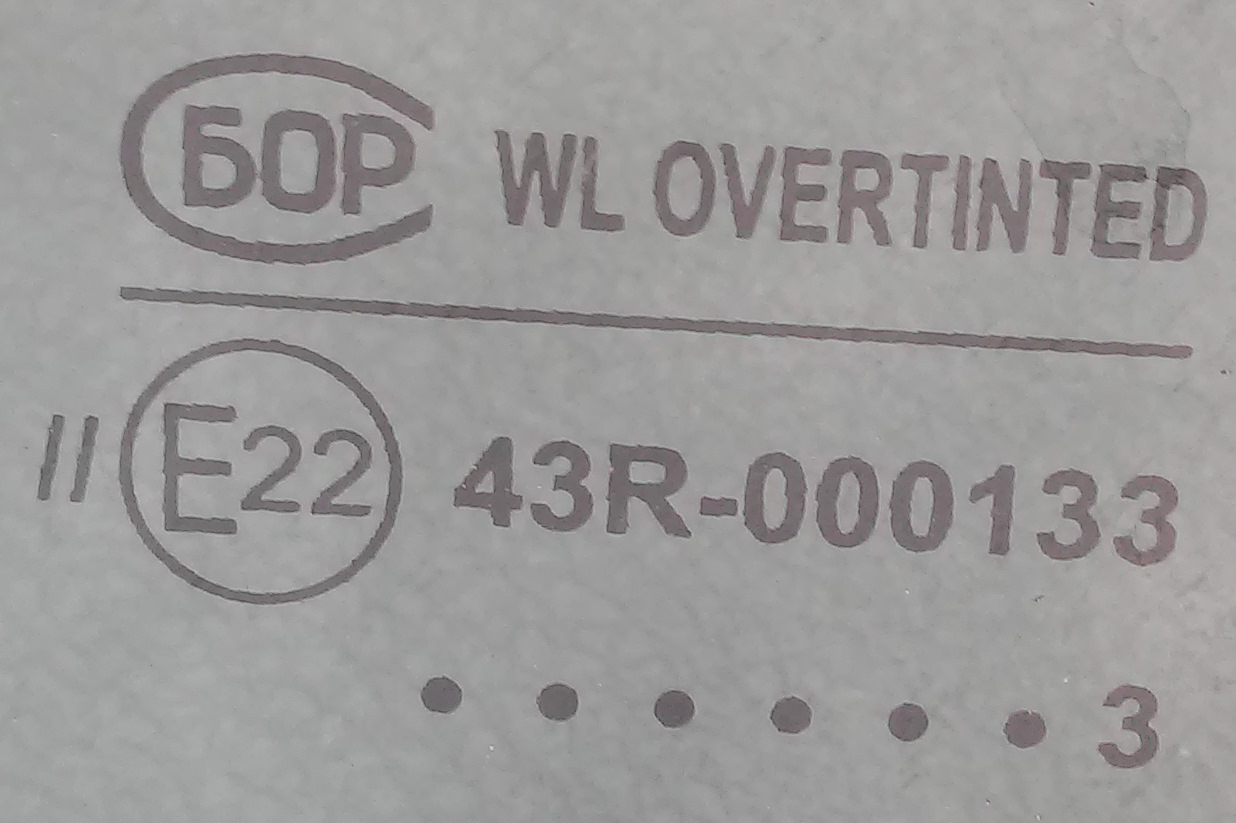 БОР WL OVERTINTED
II E22 43R-000133
• • • • • • 3